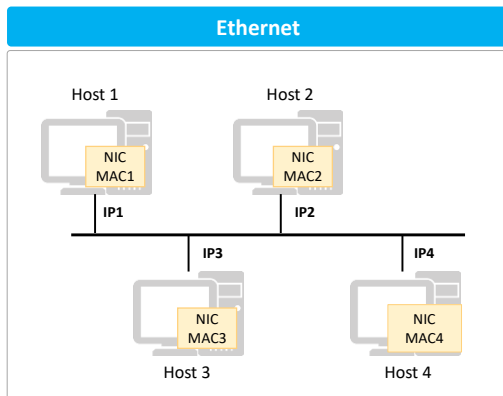 Ethernet
Host 1
Host 2
NIC
MAC1
NIC
MAC2
IP1
IP2
IP3
IP4
NIC
MAC3
NIC
MAC4
Host 3
Host 4